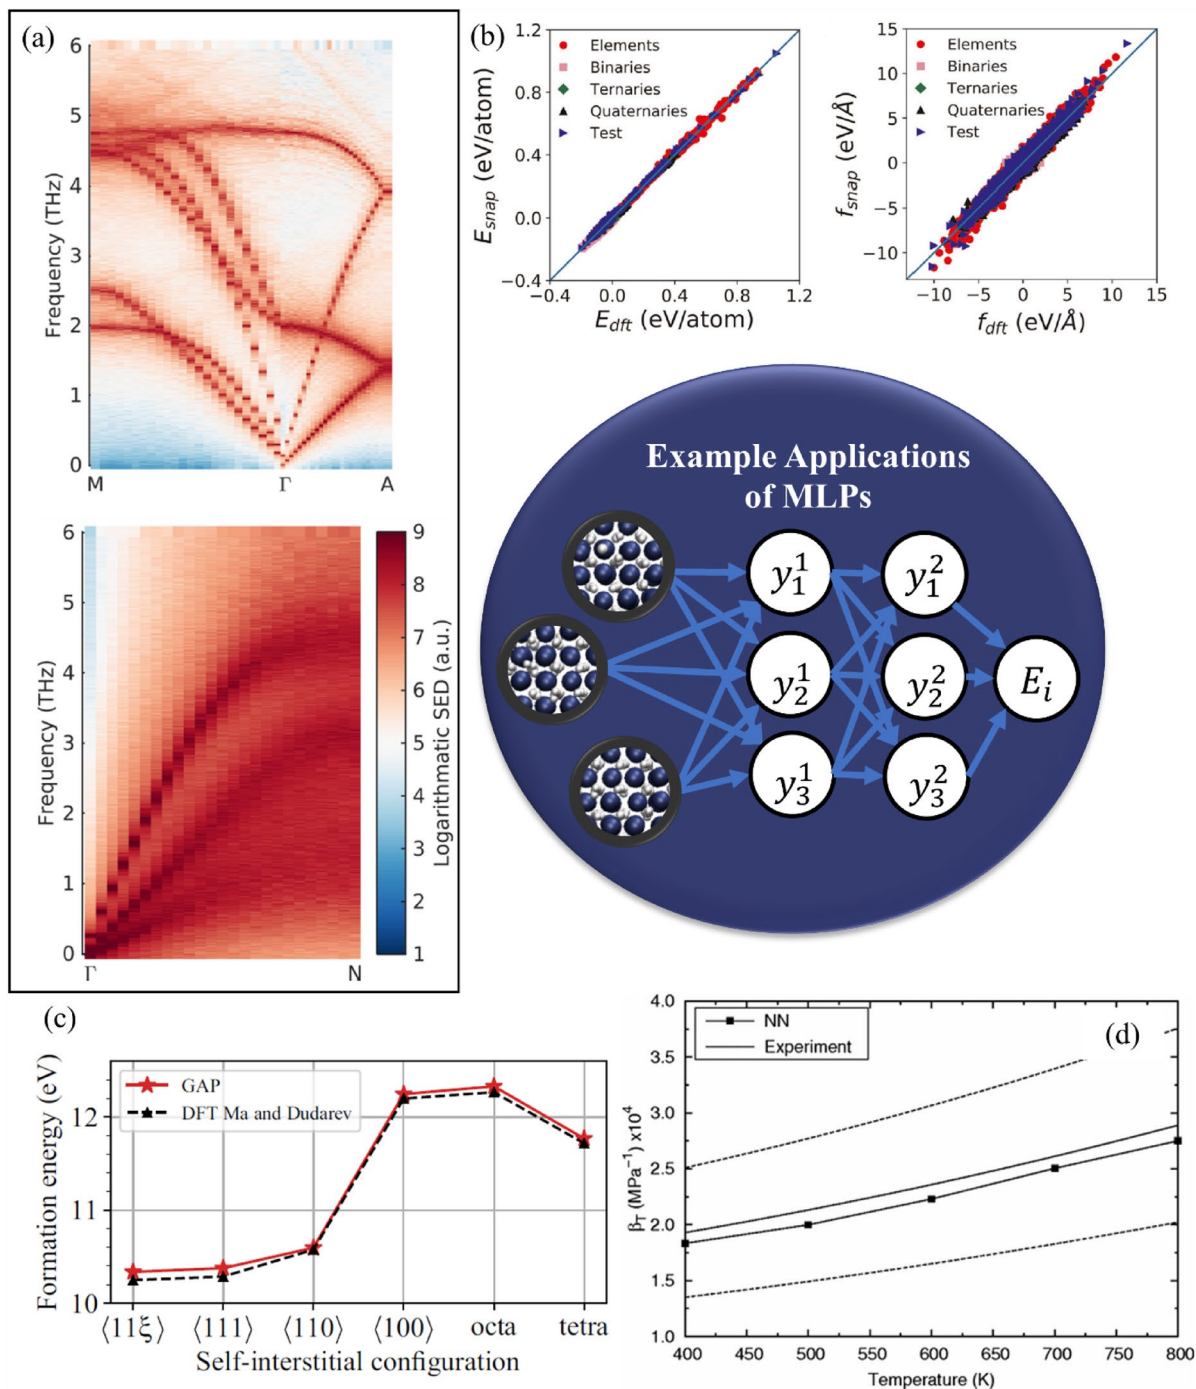 (a)
6
5
4
3
2
1
0
Frequency (THz)
M Γ A
6
5
4
3
2
1
0
Frequency (THz)
Γ N
9
8
7
6
5
4
3
2
1
Logarithmatic SED (a.u.)
(b)
1.2
0.8
0.4
0.0
−0.4
E_snap (eV/atom)
Elements
Binaries
Ternaries
Quaternaries
Test
−0.4 0.0 0.4 0.8 1.2
E_dft (eV/atom)
15
10
5
0
−5
−10
f_snap (eV/Å)
Elements
Binaries
Ternaries
Quaternaries
Test
−10 −5 0 5 10 15
f_dft (eV/Å)
Example Applications
of MLPs
y₁¹ y₁²
y₂¹ y₂² Eᵢ
y₃¹ y₃²
(c)
12
11
10
Formation energy (eV)
GAP
DFT Ma and Dudarev
⟨11ξ⟩ ⟨111⟩ ⟨110⟩ ⟨100⟩ octa tetra
Self-interstitial configuration
(d)
4.0
3.5
3.0
2.5
2.0
1.5
1.0
β_T (MPa⁻¹) x10⁴
NN
Experiment
400 450 500 550 600 650 700 750 800
Temperature (K)